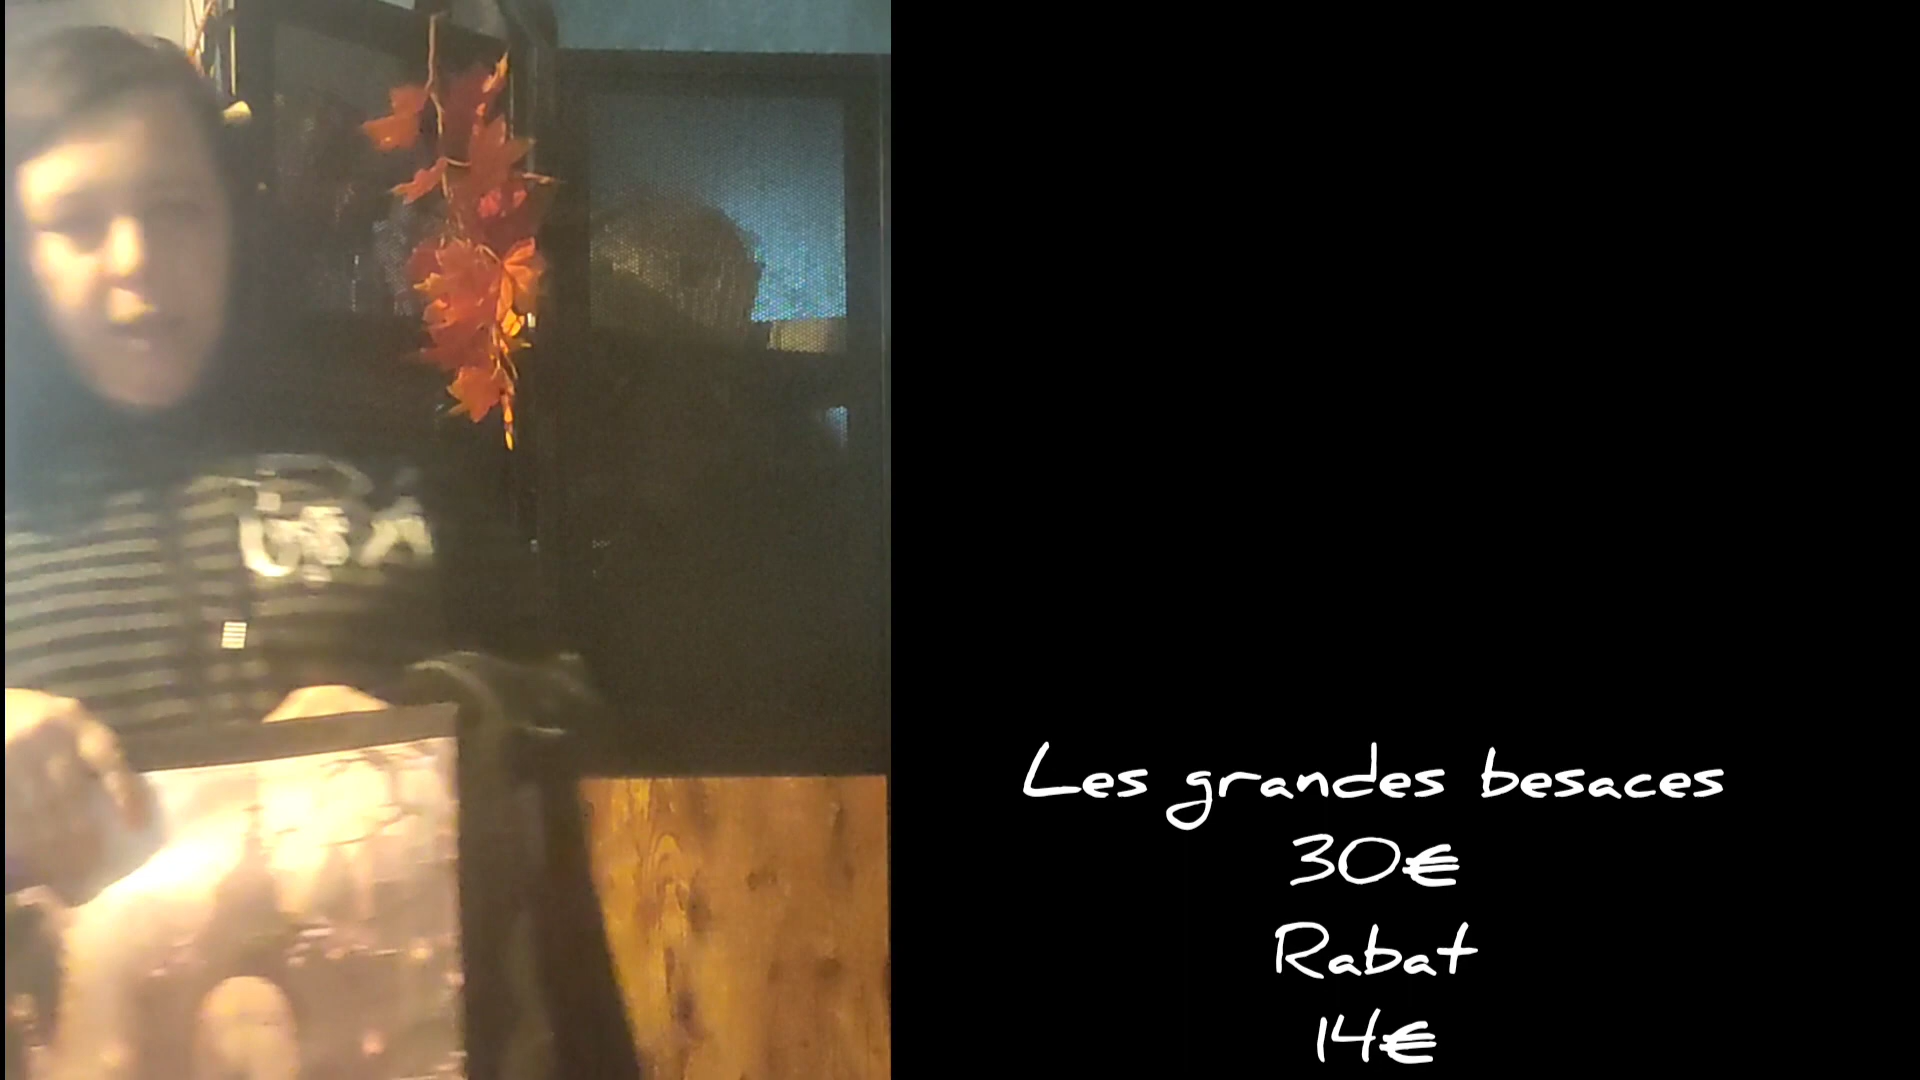 Les grandes besaces
30€
Rabat
14€